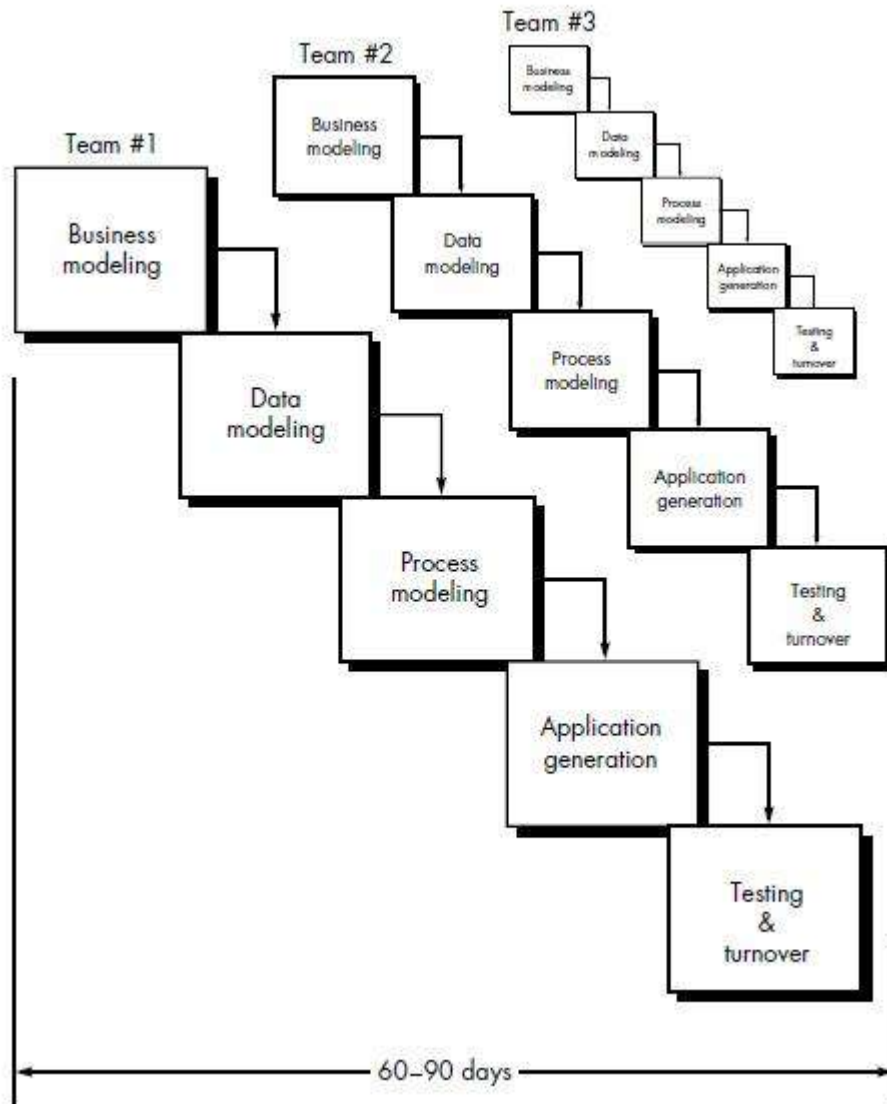 Team #1
Business
modeling
Data
modeling
Process
modeling
Application
generation
Testing
&
turnover
Team #2
Business
modeling
Data
modeling
Process
modeling
Application
generation
Testing
&
turnover
Team #3
Business
modeling
Data
modeling
Process
modeling
Application
generation
Testing
&
turnover
60–90 days